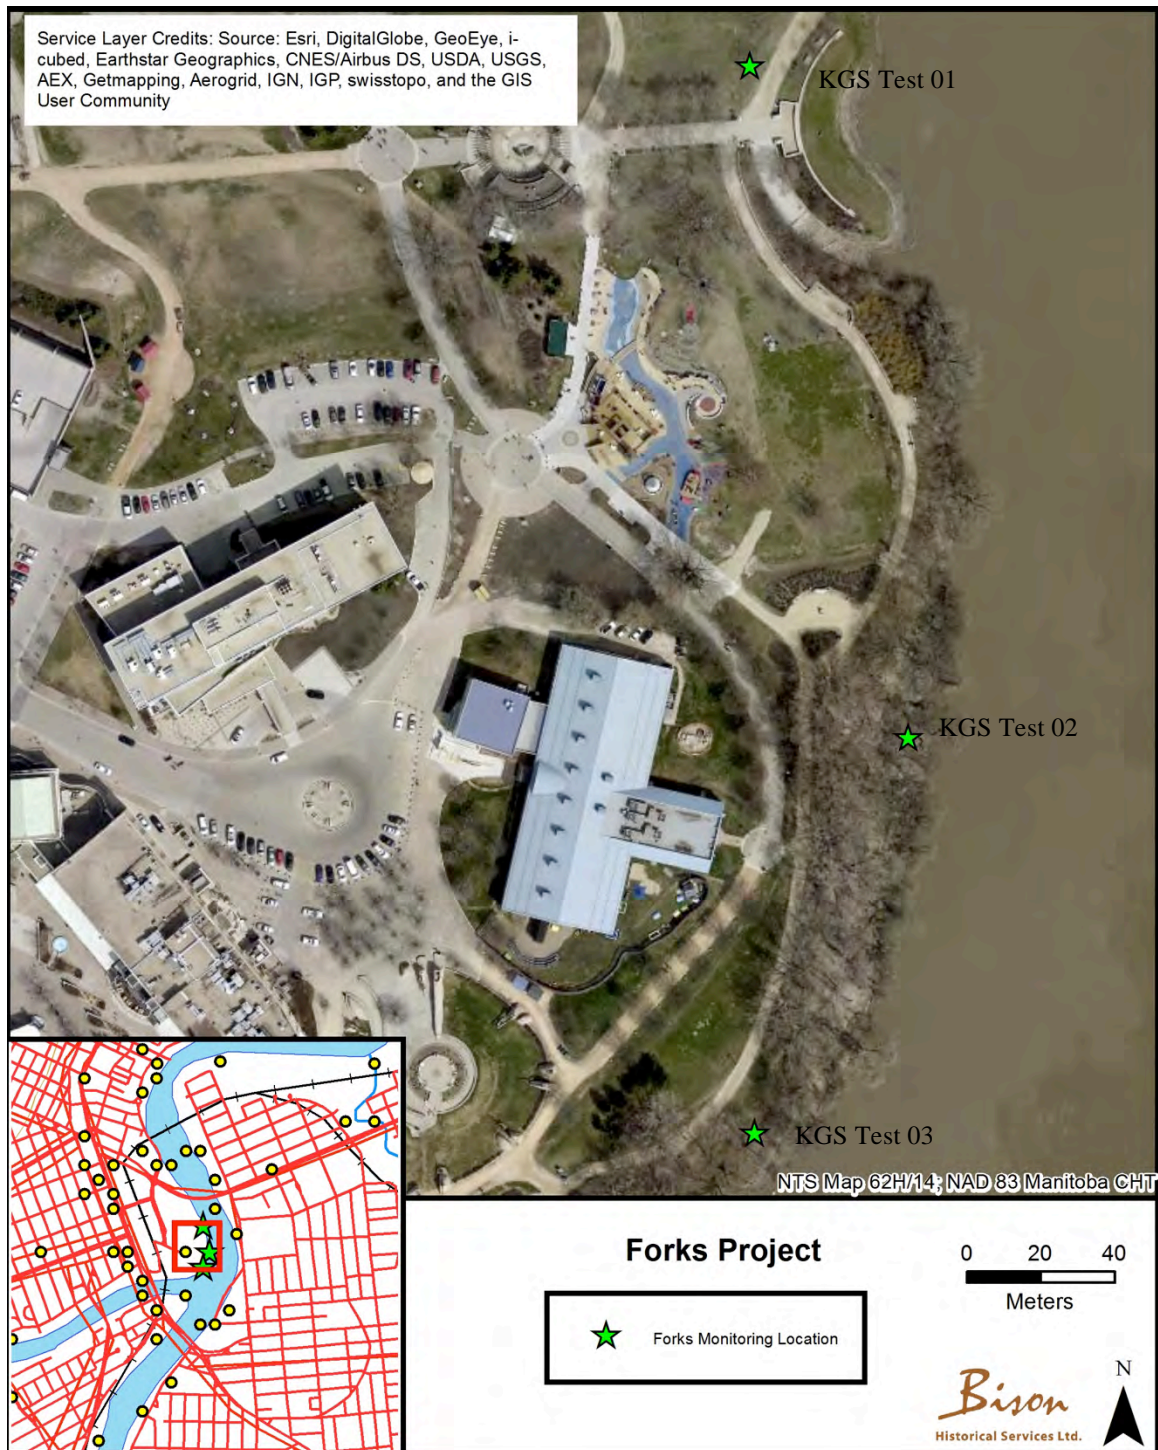 Service Layer Credits: Source: Esri, DigitalGlobe, GeoEye, i-
cubed, Earthstar Geographics, CNES/Airbus DS, USDA, USGS,
AEX, Getmapping, Aerogrid, IGN, IGP, swisstopo, and the GIS
User Community
KGS Test 01
KGS Test 02
KGS Test 03
NTS Map 62H/14; NAD 83 Manitoba CHT
Forks Project
0 20 40
Meters
Forks Monitoring Location
N
Bison
Historical Services Ltd.